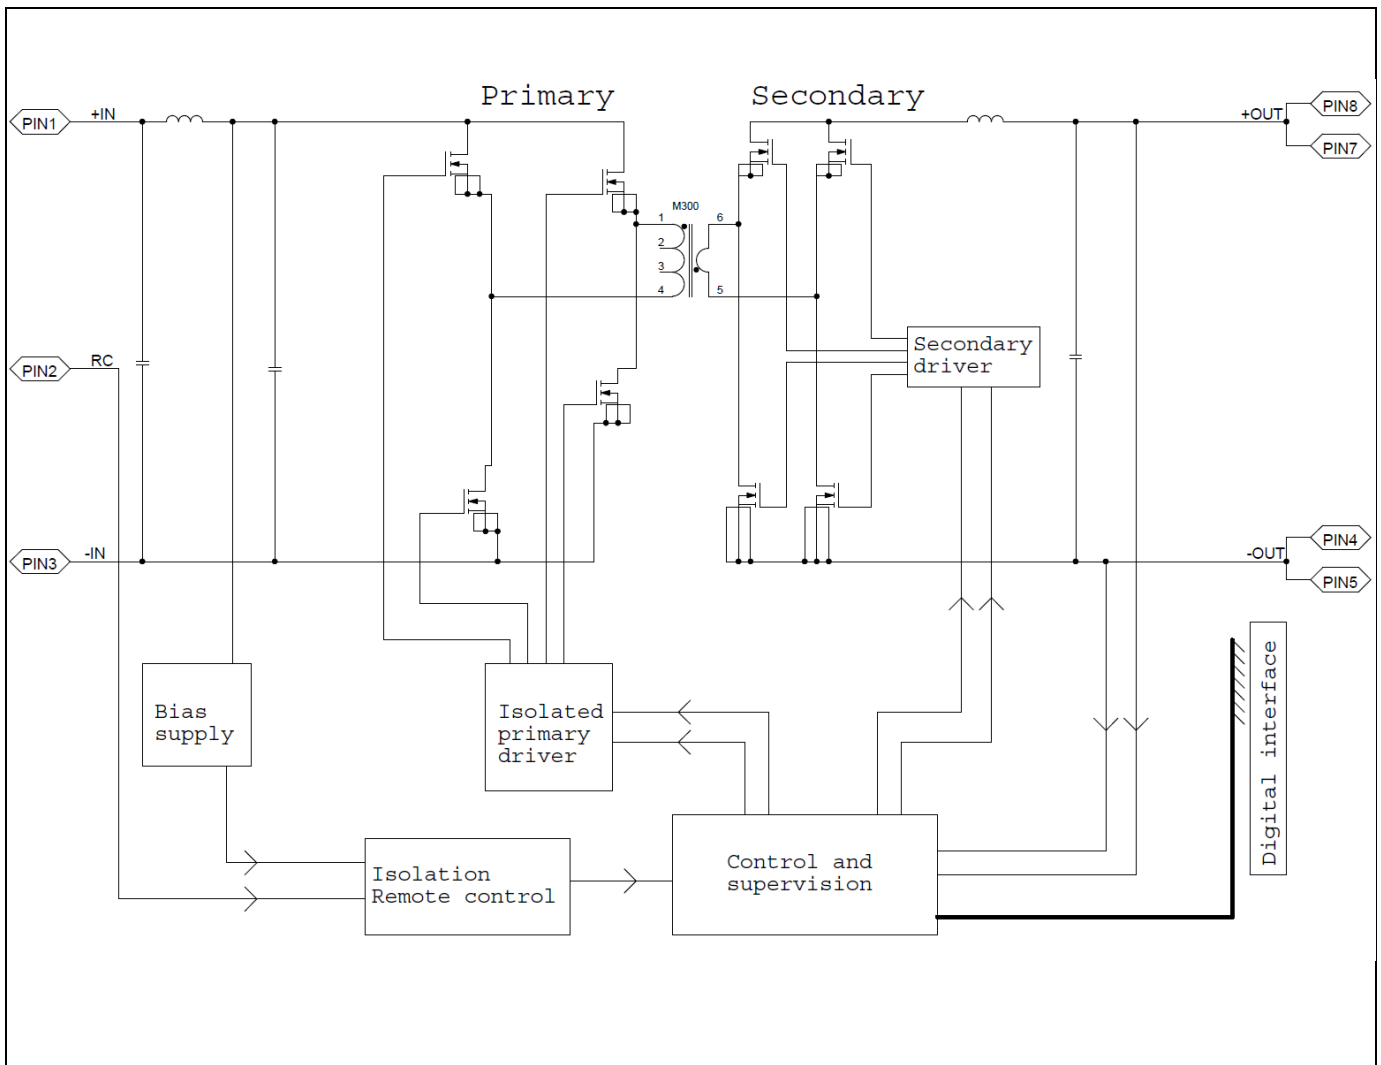 Primary
Secondary
PIN1
+IN
+OUT
PIN8
PIN7
M300
1
2
3
4
6
5
PIN2
RC
Secondary
driver
PIN3
-IN
-OUT
PIN4
PIN5
Bias
supply
Isolated
primary
driver
Digital interface
Isolation
Remote control
Control and
supervision